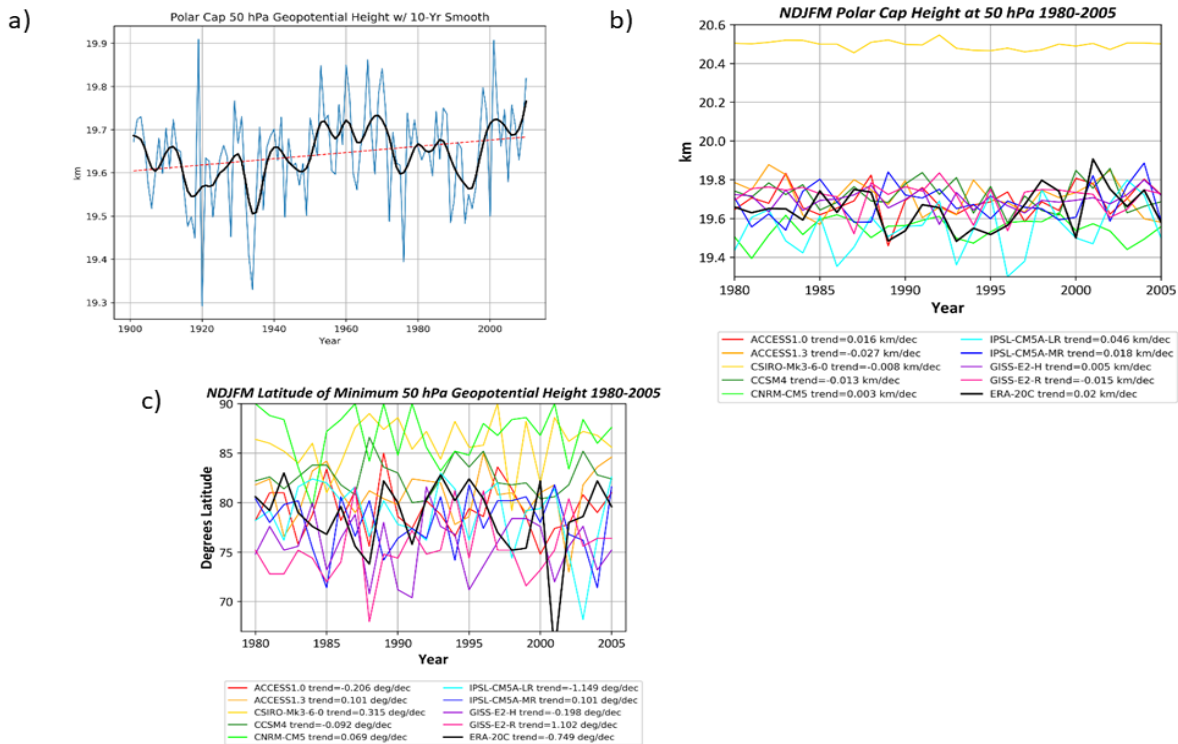 a)
Polar Cap 50 hPa Geopotential Height w/ 10-Yr Smooth
19.9
19.8
19.7
19.6
19.5
19.4
19.3
km
1900 1920 1940 1960 1980 2000
Year
b)
NDJFM Polar Cap Height at 50 hPa 1980-2005
20.6
20.4
20.2
20.0
19.8
19.6
19.4
km
1980 1985 1990 1995 2000 2005
Year
ACCESS1.0 trend=0.016 km/dec
ACCESS1.3 trend=-0.027 km/dec
CSIRO-Mk3-6-0 trend=-0.008 km/dec
CCSM4 trend=-0.013 km/dec
CNRM-CM5 trend=0.003 km/dec
IPSL-CM5A-LR trend=0.046 km/dec
IPSL-CM5A-MR trend=0.018 km/dec
GISS-E2-H trend=0.005 km/dec
GISS-E2-R trend=-0.015 km/dec
ERA-20C trend=0.02 km/dec
c)
NDJFM Latitude of Minimum 50 hPa Geopotential Height 1980-2005
90
85
80
75
70
Degrees Latitude
1980 1985 1990 1995 2000 2005
Year
ACCESS1.0 trend=-0.206 deg/dec
ACCESS1.3 trend=0.101 deg/dec
CSIRO-Mk3-6-0 trend=0.315 deg/dec
CCSM4 trend=-0.092 deg/dec
CNRM-CM5 trend=0.069 deg/dec
IPSL-CM5A-LR trend=-1.149 deg/dec
IPSL-CM5A-MR trend=0.101 deg/dec
GISS-E2-H trend=-0.198 deg/dec
GISS-E2-R trend=1.102 deg/dec
ERA-20C trend=-0.749 deg/dec